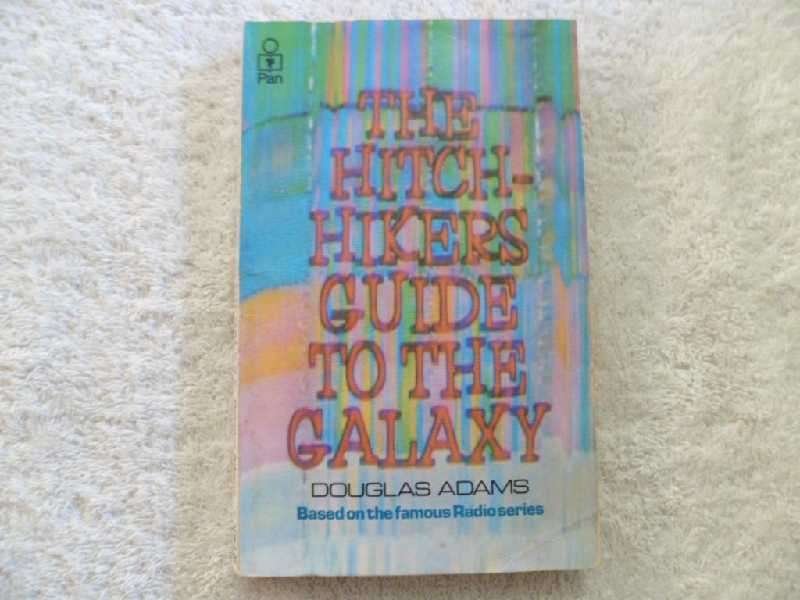 Pan
THE
HITCH-
HIKERS
GUIDE
TO THE
GALAXY
DOUGLAS ADAMS
Based on the famous Radio series